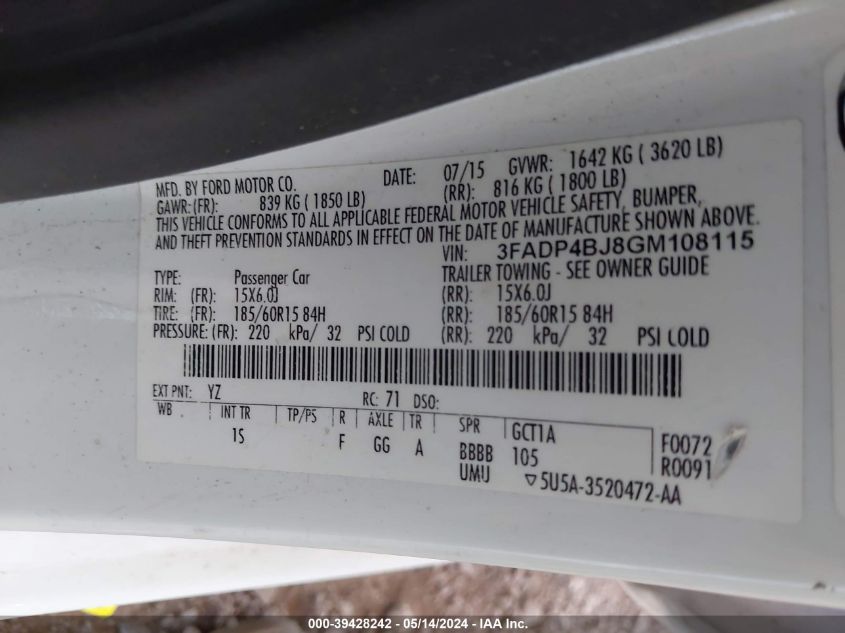 MFD. BY FORD MOTOR CO. DATE: 07/15 GVWR: 1642 KG ( 3620 LB)
GAWR:(FR): 839 KG ( 1850 LB) (RR): 816 KG ( 1800 LB)
THIS VEHICLE CONFORMS TO ALL APPLICABLE FEDERAL MOTOR VEHICLE SAFETY, BUMPER,
AND THEFT PREVENTION STANDARDS IN EFFECT ON THE DATE OF MANUFACTURE SHOWN ABOVE.
VIN: 3FADP4BJ8GM108115
TYPE: Passenger Car TRAILER TOWING - SEE OWNER GUIDE
RIM: (FR): 15X6.0J (RR): 15X6.0J
TIRE: (FR): 185/60R15 84H (RR): 185/60R15 84H
PRESSURE: (FR): 220 kPa/ 32 PSI COLD (RR): 220 kPa/ 32 PSI COLD
EXT PNT: YZ RC: 71 DSO:
WB INT TR TP/PS R AXLE TR SPR GCT1A F0072
1S F GG A BBBB 105 R0091
UMU ▽5U5A-3520472-AA
000-39428242 - 05/14/2024 - IAA Inc.